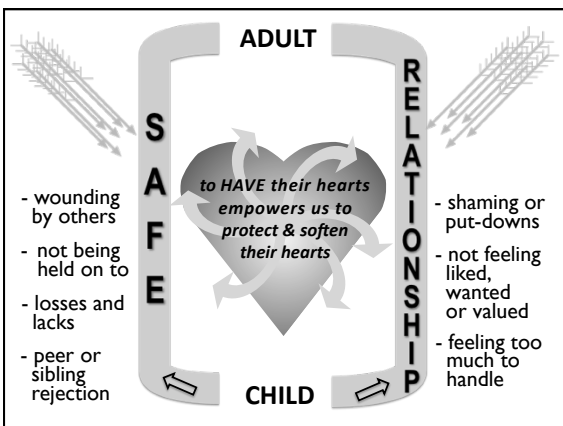 ADULT
SAFE
RELATIONSHIP
to HAVE their hearts
empowers us to
protect & soften
their hearts
- wounding
by others
- not being
held on to
- losses and
lacks
- peer or
sibling
rejection
- shaming or
put-downs
- not feeling
liked,
wanted
or valued
- feeling too
much to
handle
CHILD